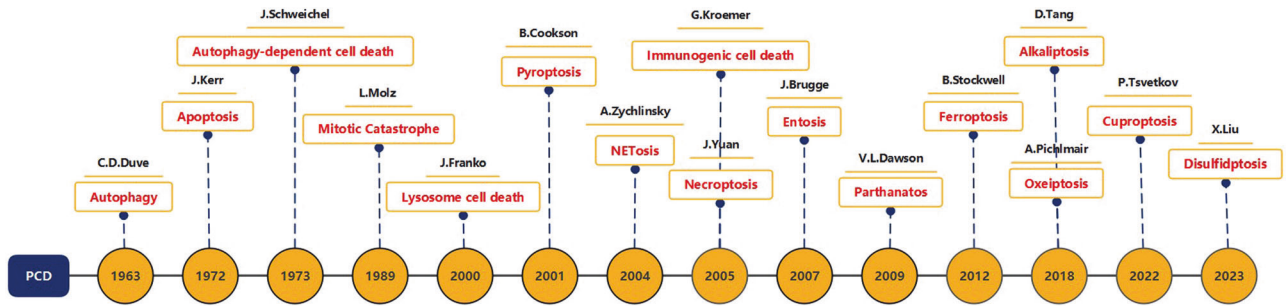 C.D.Duve
Autophagy
J.Kerr
Apoptosis
J.Schweichel
Autophagy-dependent cell death
L.Molz
Mitotic Catastrophe
J.Franko
Lysosome cell death
B.Cookson
Pyroptosis
A.Zychlinsky
NETosis
G.Kroemer
Immunogenic cell death
J.Yuan
Necroptosis
J.Brugge
Entosis
V.L.Dawson
Parthanatos
B.Stockwell
Ferroptosis
D.Tang
Alkaliptosis
A.Pichlmair
Oxeiptosis
P.Tsvetkov
Cuproptosis
X.Liu
Disulfidptosis
PCD
1963
1972
1973
1989
2000
2001
2004
2005
2007
2009
2012
2018
2022
2023